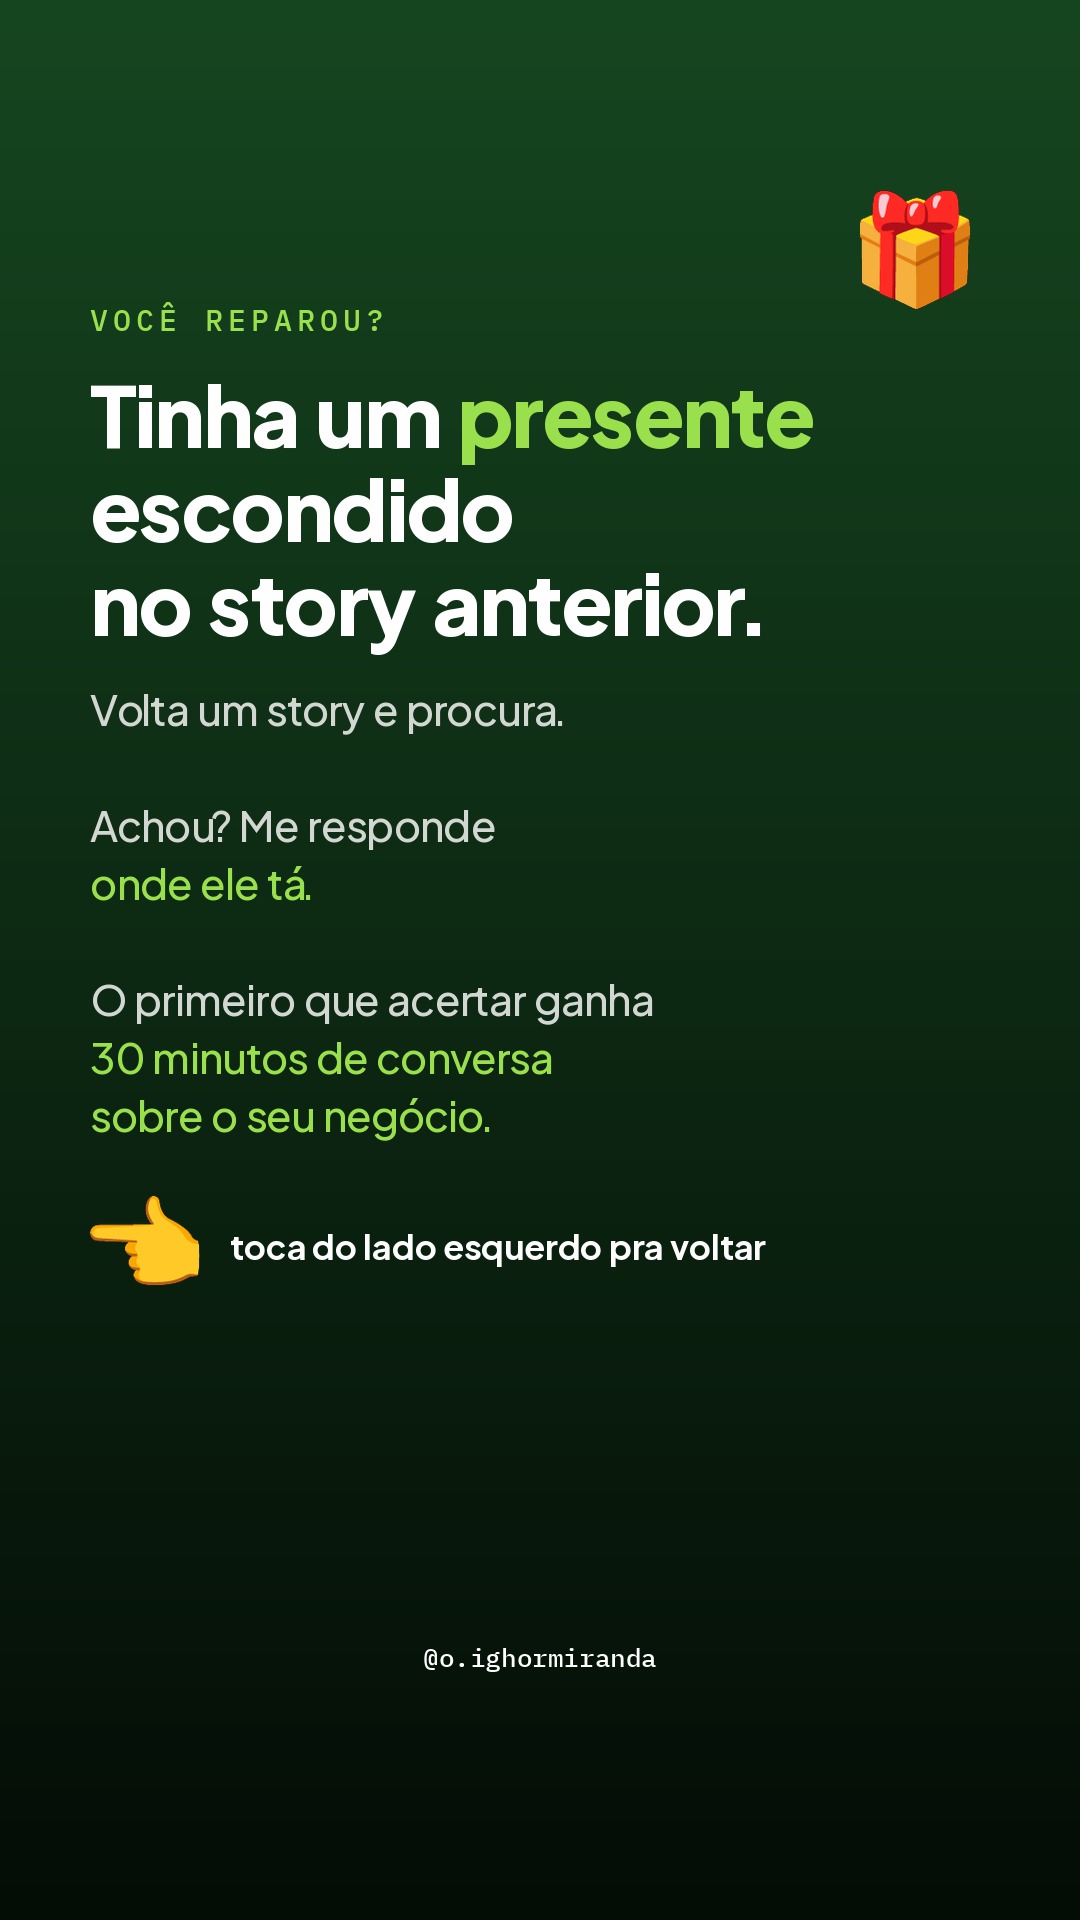 VOCÊ REPAROU?
Tinha um presente
escondido
no story anterior.
Volta um story e procura.
Achou? Me responde
onde ele tá.
O primeiro que acertar ganha
30 minutos de conversa
sobre o seu negócio.
toca do lado esquerdo pra voltar
@o.ighormiranda